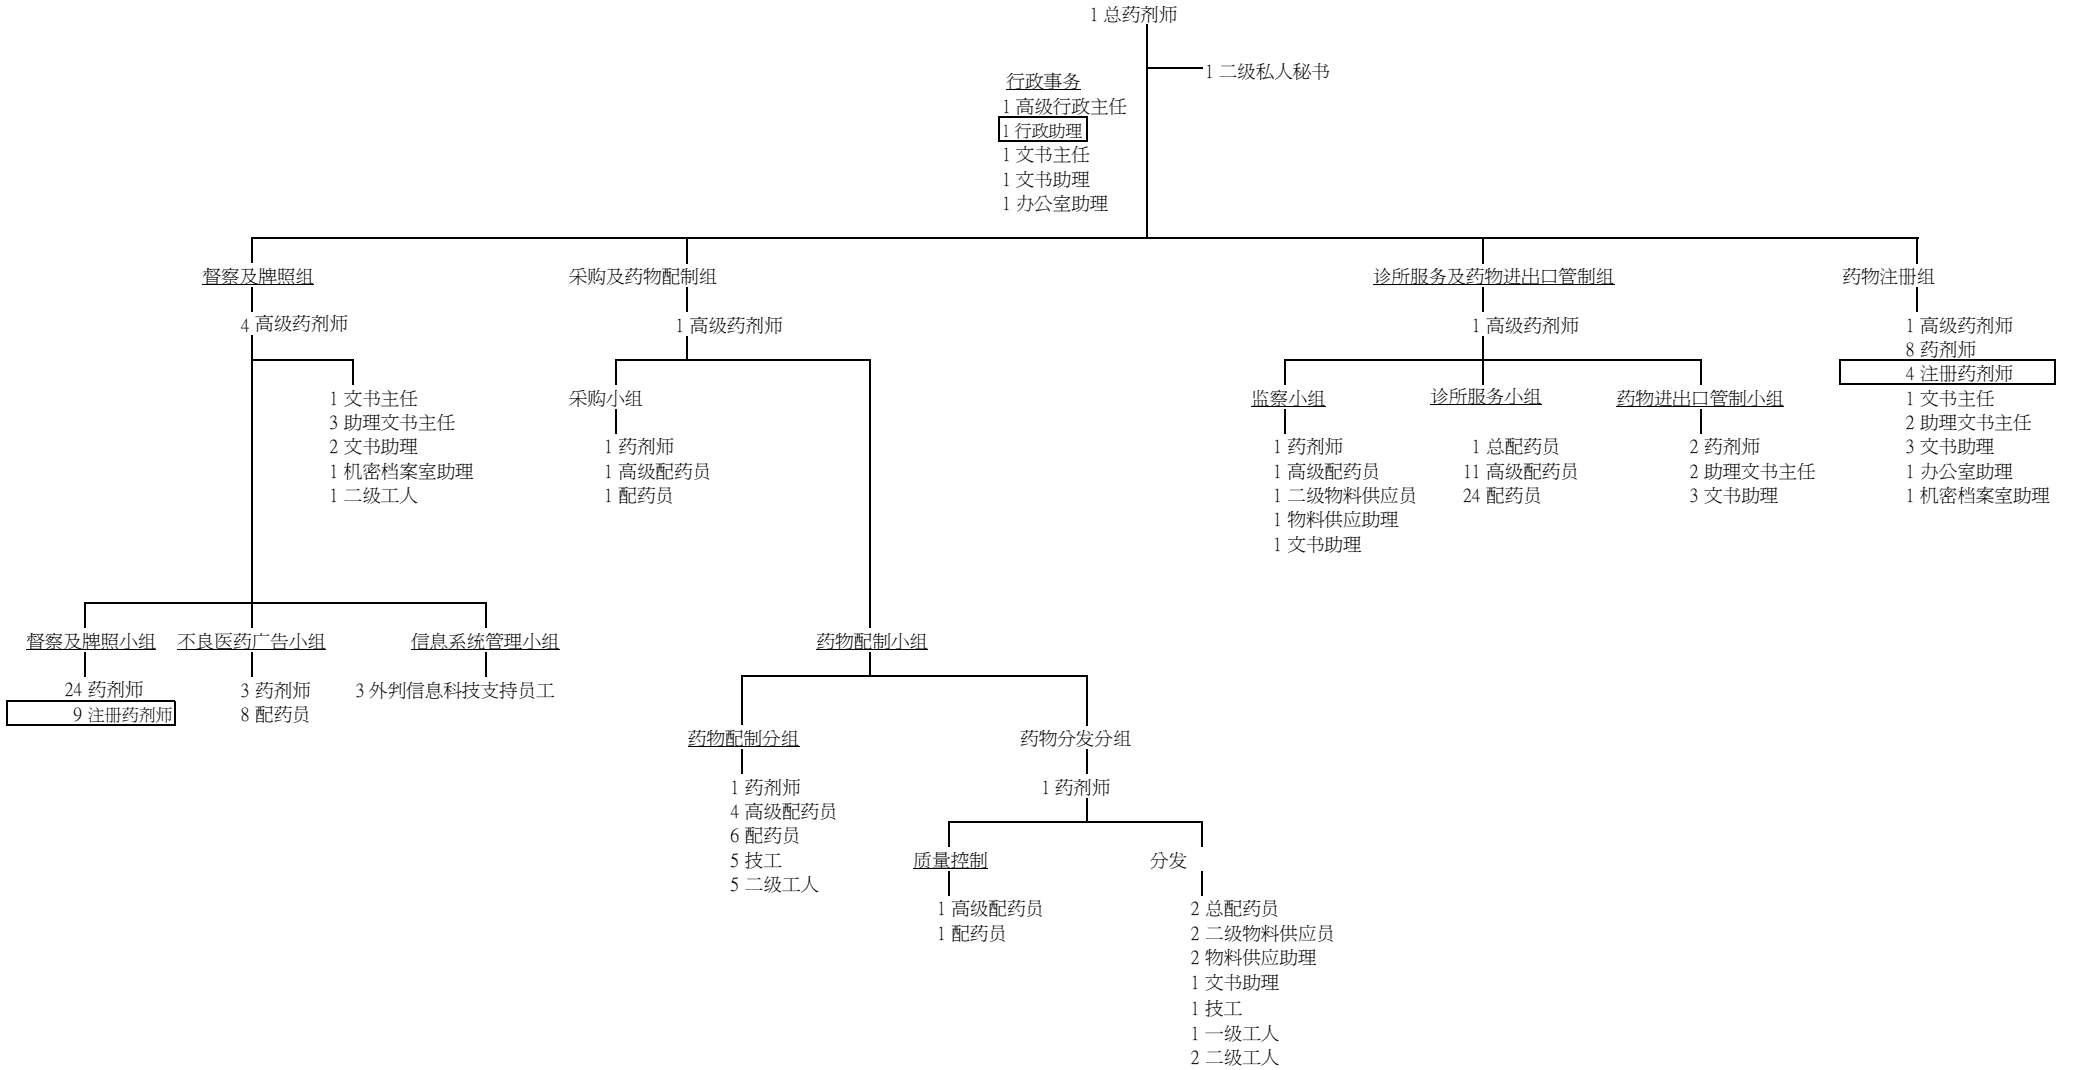 1 总药剂师
1 二级私人秘书
行政事务
1 高级行政主任
1 行政助理
1 文书主任
1 文书助理
1 办公室助理
督察及牌照组
4 高级药剂师
1 文书主任
3 助理文书主任
2 文书助理
1 机密档案室助理
1 二级工人
督察及牌照小组
24 药剂师
9 注册药剂师
不良医药广告小组
3 药剂师
8 配药员
信息系统管理小组
3 外判信息科技支持员工
采购及药物配制组
1 高级药剂师
采购小组
1 药剂师
1 高级配药员
1 配药员
药物配制小组
药物配制分组
1 药剂师
4 高级配药员
6 配药员
5 技工
5 二级工人
药物分发分组
1 药剂师
质量控制
1 高级配药员
1 配药员
分发
2 总配药员
2 二级物料供应员
2 物料供应助理
1 文书助理
1 技工
1 一级工人
2 二级工人
诊所服务及药物进出口管制组
1 高级药剂师
监察小组
1 药剂师
1 高级配药员
1 二级物料供应员
1 物料供应助理
1 文书助理
诊所服务小组
1 总配药员
11 高级配药员
24 配药员
药物进出口管制小组
2 药剂师
2 助理文书主任
3 文书助理
药物注册组
1 高级药剂师
8 药剂师
4 注册药剂师
1 文书主任
2 助理文书主任
3 文书助理
1 办公室助理
1 机密档案室助理